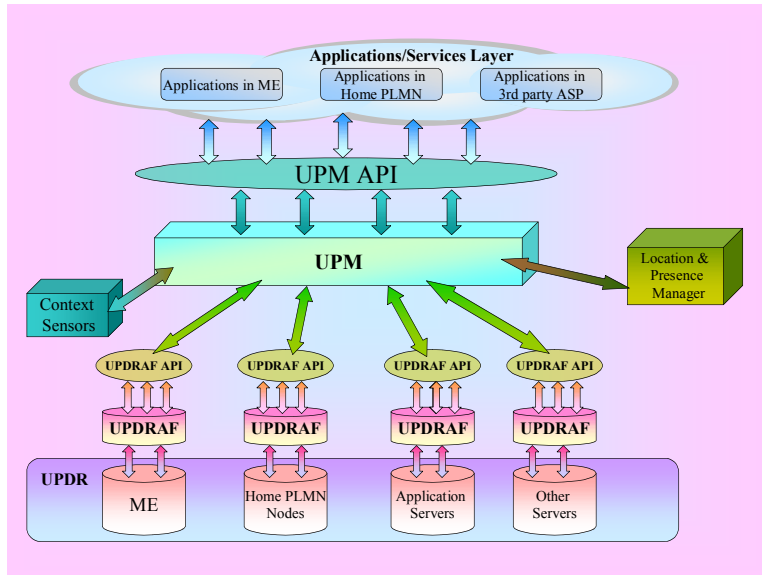 Applications/Services Layer
Applications in ME
Applications in
Home PLMN
Applications in
3rd party ASP
UPM API
UPM
Location &
Presence
Manager
Context
Sensors
UPDRAF API
UPDRAF API
UPDRAF API
UPDRAF API
UPDRAF
UPDRAF
UPDRAF
UPDRAF
UPDR
ME
Home PLMN
Nodes
Application
Servers
Other
Servers